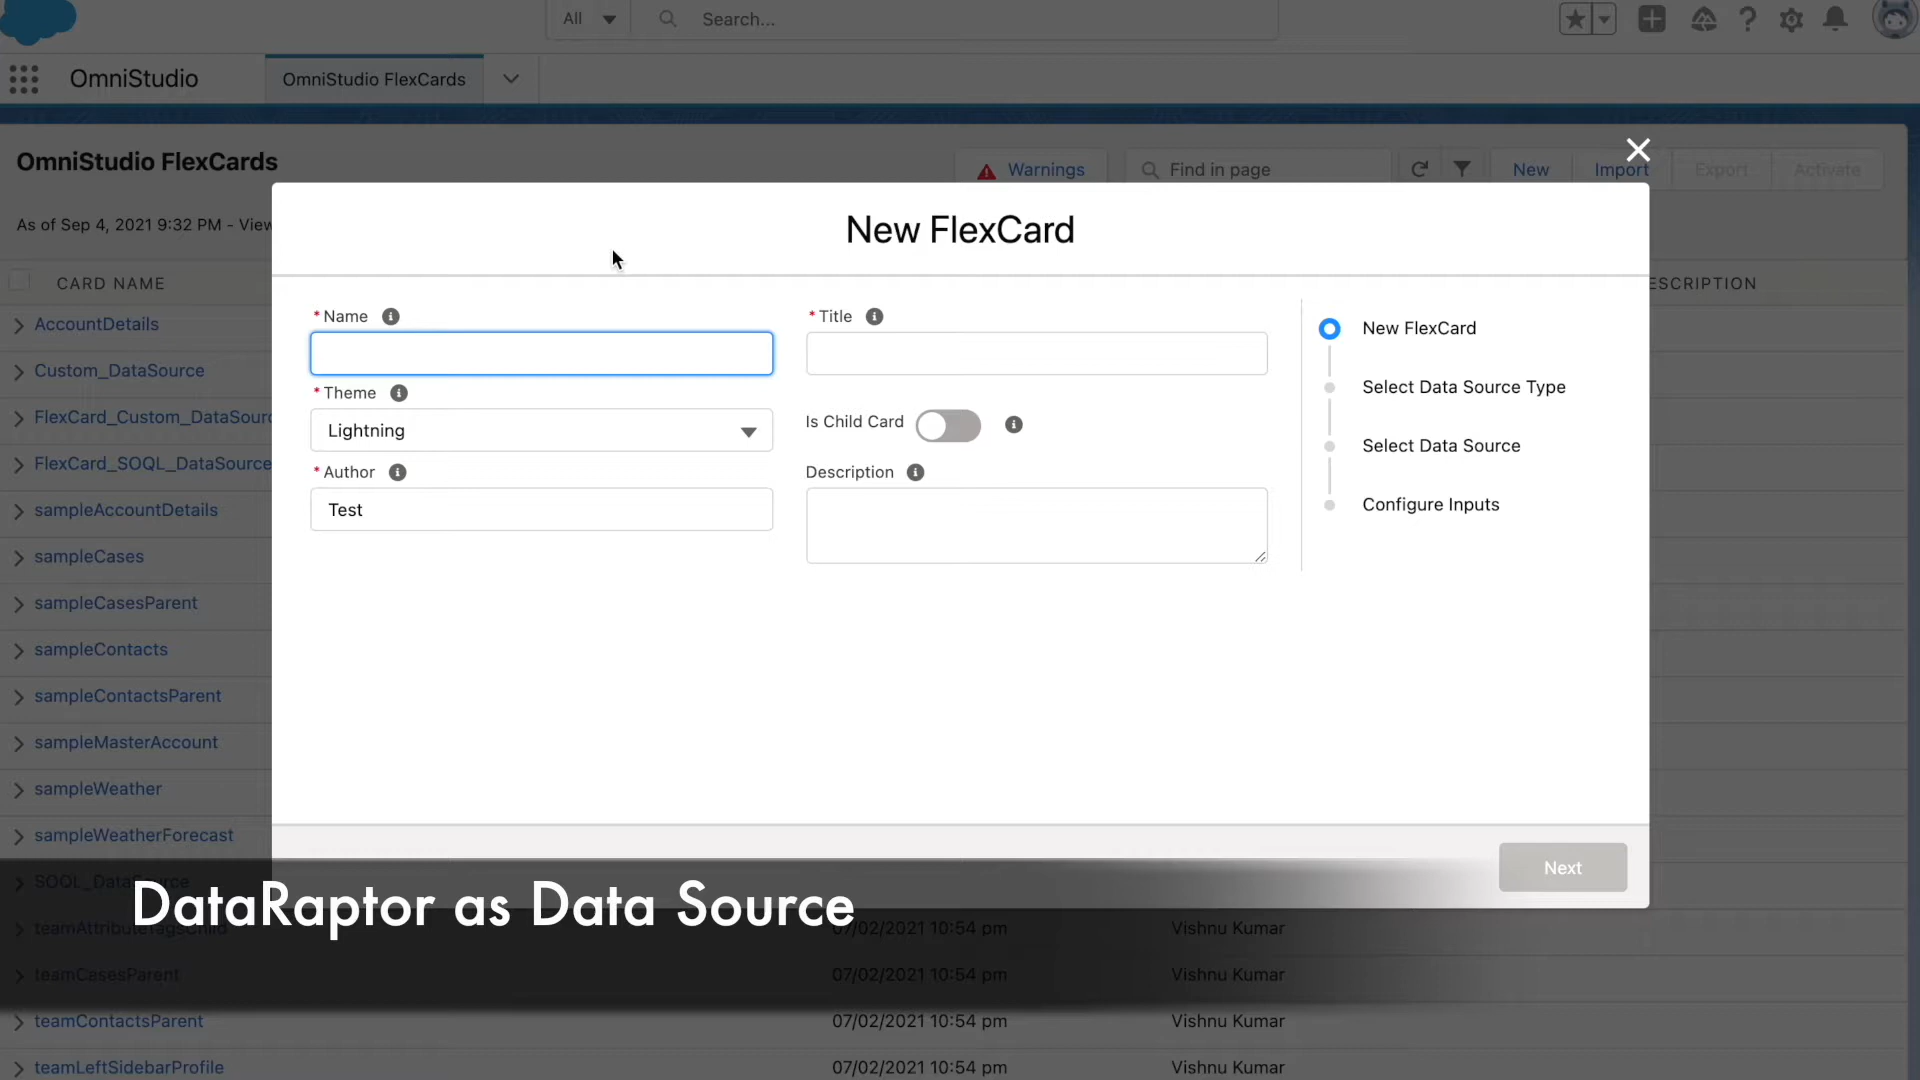 All
Search...
OmniStudio
OmniStudio FlexCards
OmniStudio FlexCards
Warnings
Find in page
New
Import
Export
Activate
As of Sep 4, 2021 9:32 PM - View
New FlexCard
CARD NAME
ESCRIPTION
AccountDetails
Custom_DataSource
FlexCard_Custom_DataSourc
FlexCard_SOQL_DataSource
sampleAccountDetails
sampleCases
sampleCasesParent
sampleContacts
sampleContactsParent
sampleMasterAccount
sampleWeather
sampleWeatherForecast
SOQL_DataSource
* Name
* Title
* Theme
Lightning
Is Child Card
* Author
Test
Description
New FlexCard
Select Data Source Type
Select Data Source
Configure Inputs
Next
DataRaptor as Data Source
teamAttributeTagsChild 07/02/2021 10:54 pm Vishnu Kumar
teamCasesParent 07/02/2021 10:54 pm Vishnu Kumar
teamContactsParent 07/02/2021 10:54 pm Vishnu Kumar
teamLeftSidebarProfile 07/02/2021 10:54 pm Vishnu Kumar